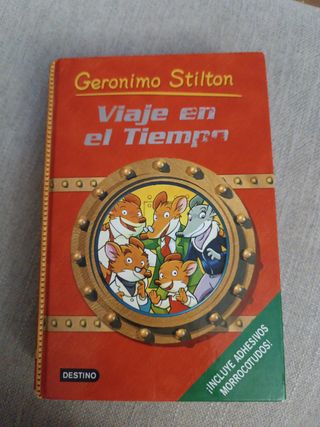 Geronimo Stilton
Viaje en
el Tiempo
¡INCLUYE ADHESIVOS
MORROCOTUDOS!
DESTINO